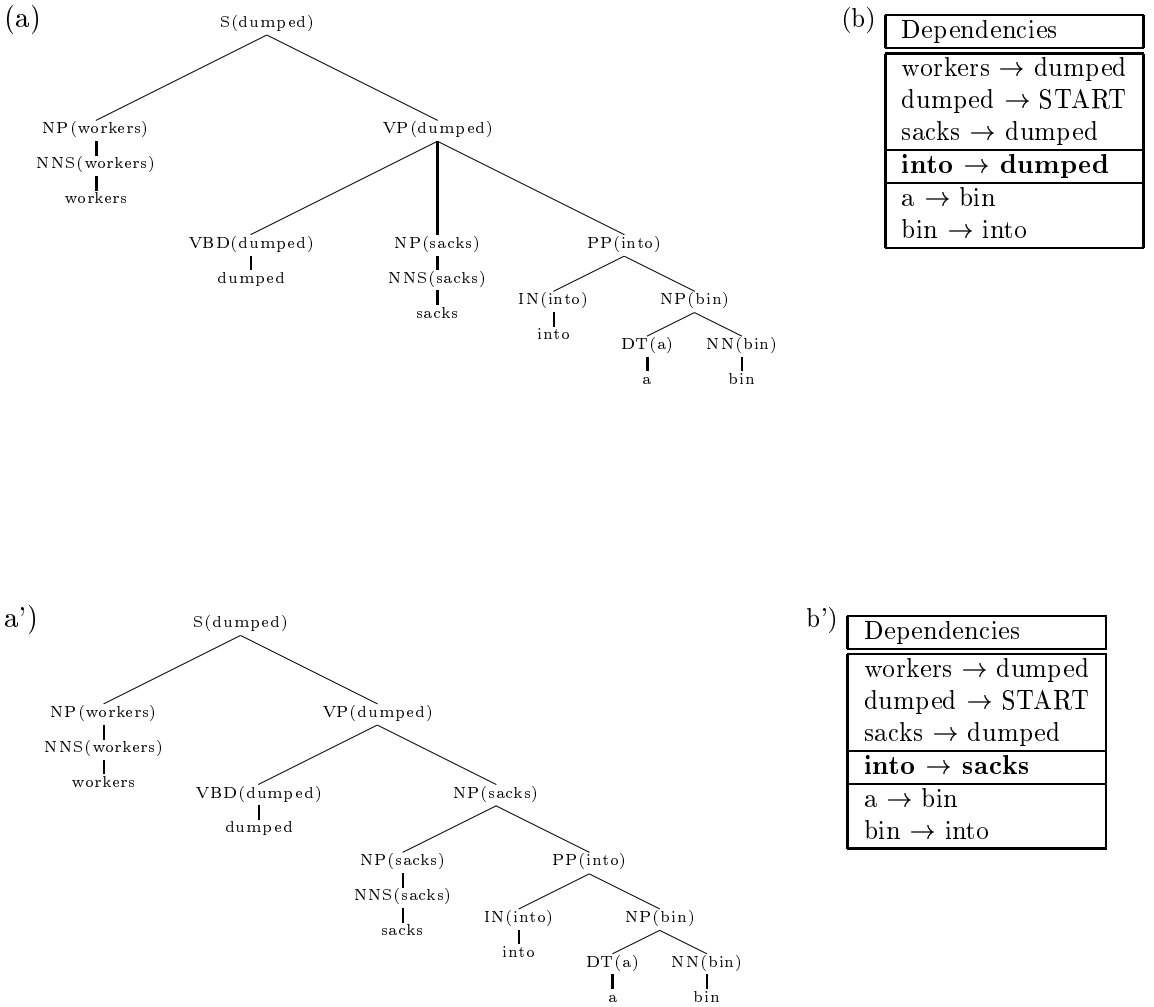 (a)
S(dumped)
NP(workers) VP(dumped)
NNS(workers)
workers
VBD(dumped) NP(sacks) PP(into)
dumped NNS(sacks)
sacks
IN(into) NP(bin)
into
DT(a) NN(bin)
a bin
(b)
Dependencies
workers → dumped
dumped → START
sacks → dumped
into → dumped
a → bin
bin → into
a')
S(dumped)
NP(workers) VP(dumped)
NNS(workers)
workers
VBD(dumped) NP(sacks)
dumped
NP(sacks) PP(into)
NNS(sacks)
sacks
IN(into) NP(bin)
into
DT(a) NN(bin)
a bin
b')
Dependencies
workers → dumped
dumped → START
sacks → dumped
into → sacks
a → bin
bin → into